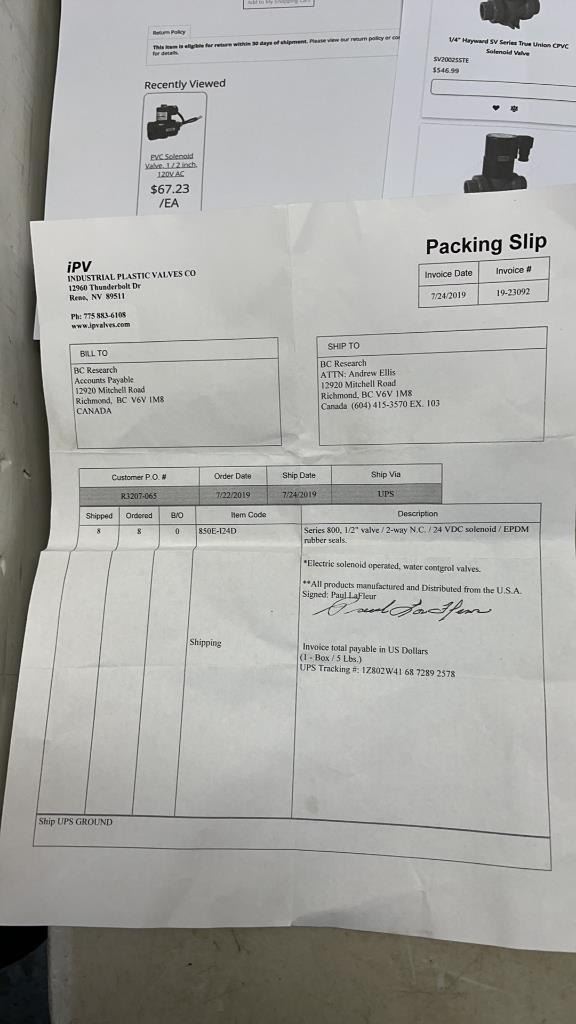 Add to My Shopping Cart
Return Policy
This item is eligible for return within 30 days of shipment. Please view our return policy or
for details.
Recently Viewed
PVC Solenoid
Valve, 1/2 inch,
120V AC
$67.23
/EA
1/4" Hayward SV Series True Union CPVC
Solenoid Valve
SV20025STE
$546.99
iPV
INDUSTRIAL PLASTIC VALVES CO
12960 Thunderbolt Dr
Reno, NV 89511
Ph: 775 883-6108
www.ipvalves.com
Packing Slip
Invoice Date Invoice #
7/24/2019 19-23092
BILL TO
BC Research
Accounts Payable
12920 Mitchell Road
Richmond, BC V6V 1M8
CANADA
SHIP TO
BC Research
ATTN: Andrew Ellis
12920 Mitchell Road
Richmond, BC V6V 1M8
Canada (604) 415-3570 EX. 103
Customer P.O. # Order Date Ship Date Ship Via
R3207-065 7/22/2019 7/24/2019 UPS
Shipped Ordered B/O Item Code Description
8 8 0 850E-I24D Series 800, 1/2" valve / 2-way N.C. / 24 VDC solenoid / EPDM
rubber seals.
*Electric solenoid operated, water contgrol valves.
**All products manufactured and Distributed from the U.S.A.
Signed: Paul LaFleur
Shipping
Invoice total payable in US Dollars
(1 - Box / 5 Lbs.)
UPS Tracking #: 1Z802W41 68 7289 2578
Ship UPS GROUND